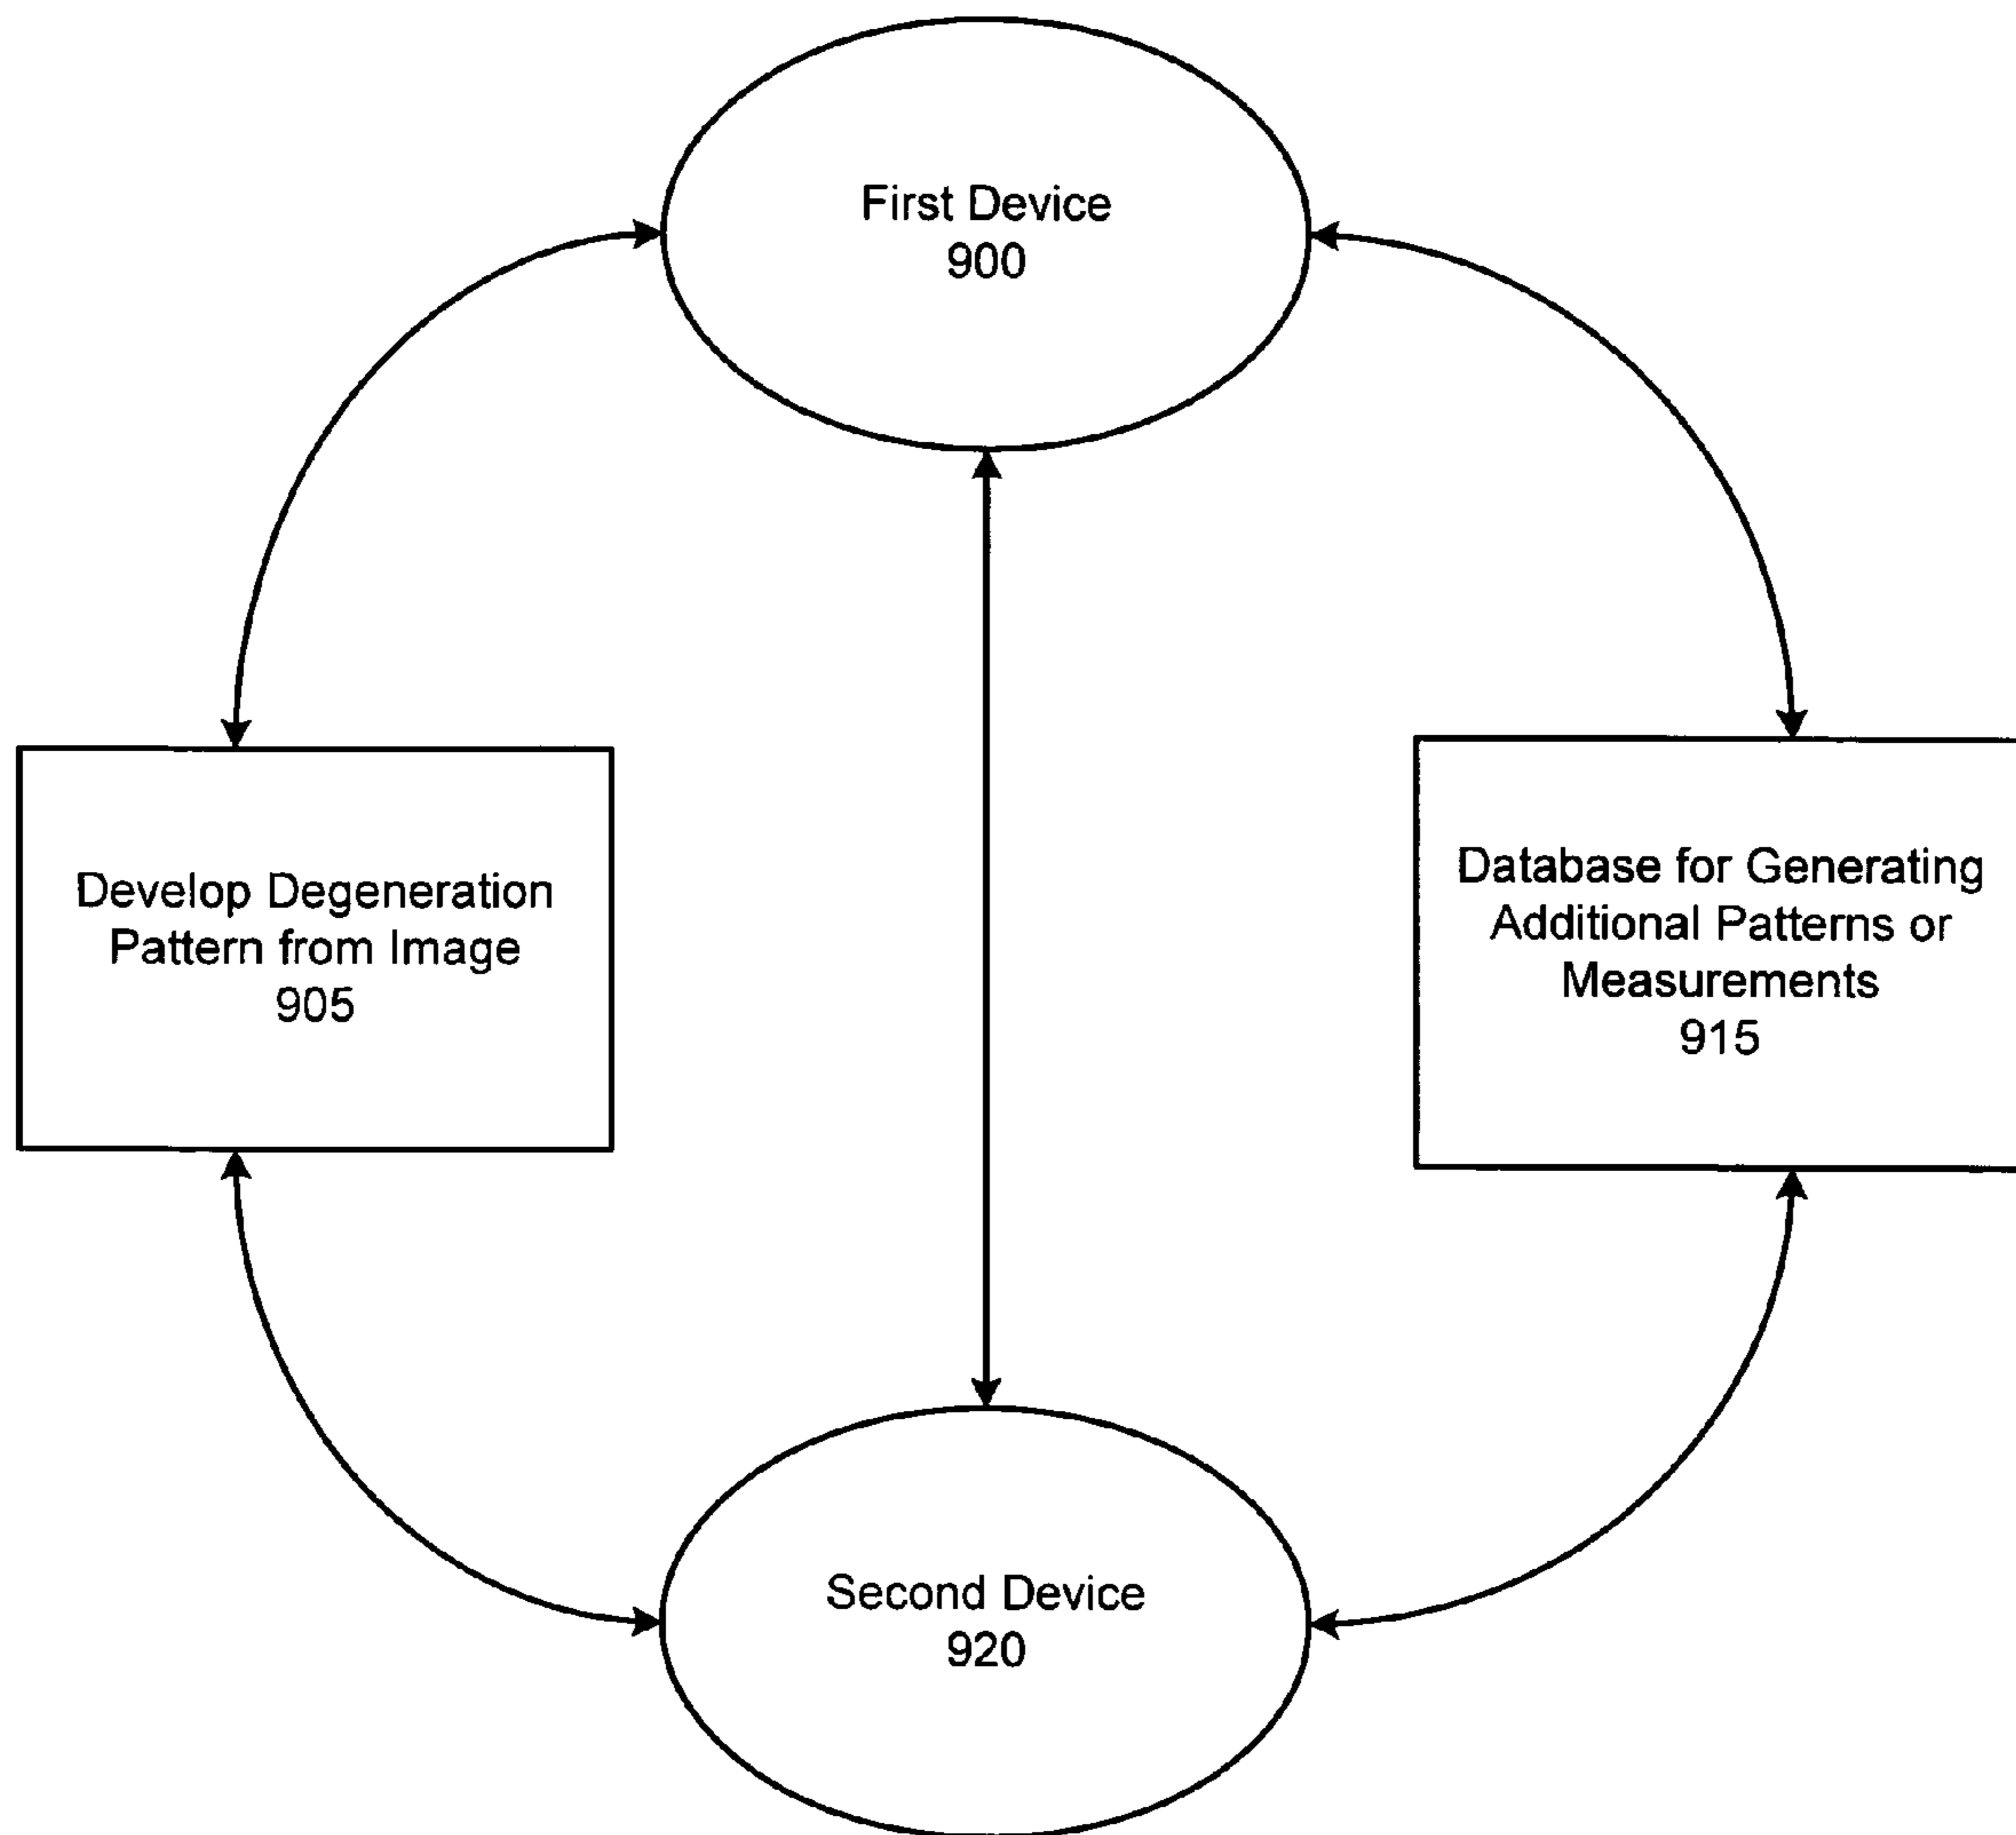 First Device
900
Develop Degeneration
Pattern from Image
905
Database for Generating
Additional Patterns or
Measurements
915
Second Device
920